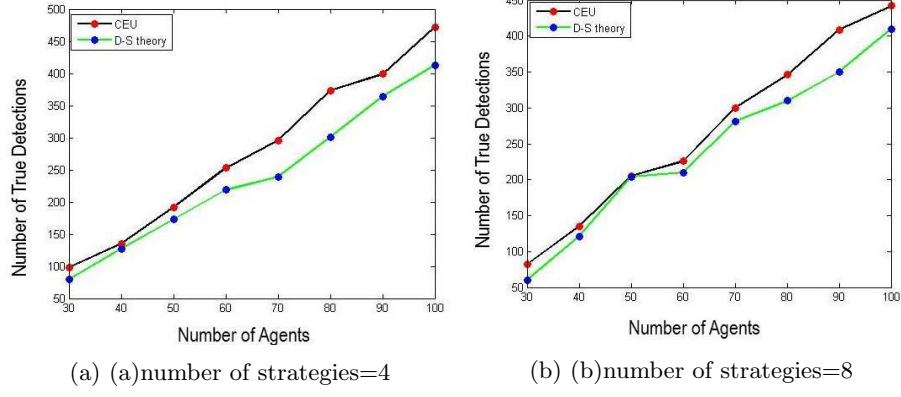 500
450
400
350
300
250
200
150
100
50
Number of True Detections
CEU
D-S theory
30 40 50 60 70 80 90 100
Number of Agents
(a) (a)number of strategies=4
450
400
350
300
250
200
150
100
50
Number of True Detections
CEU
D-S theory
30 40 50 60 70 80 90 100
Number of Agents
(b) (b)number of strategies=8